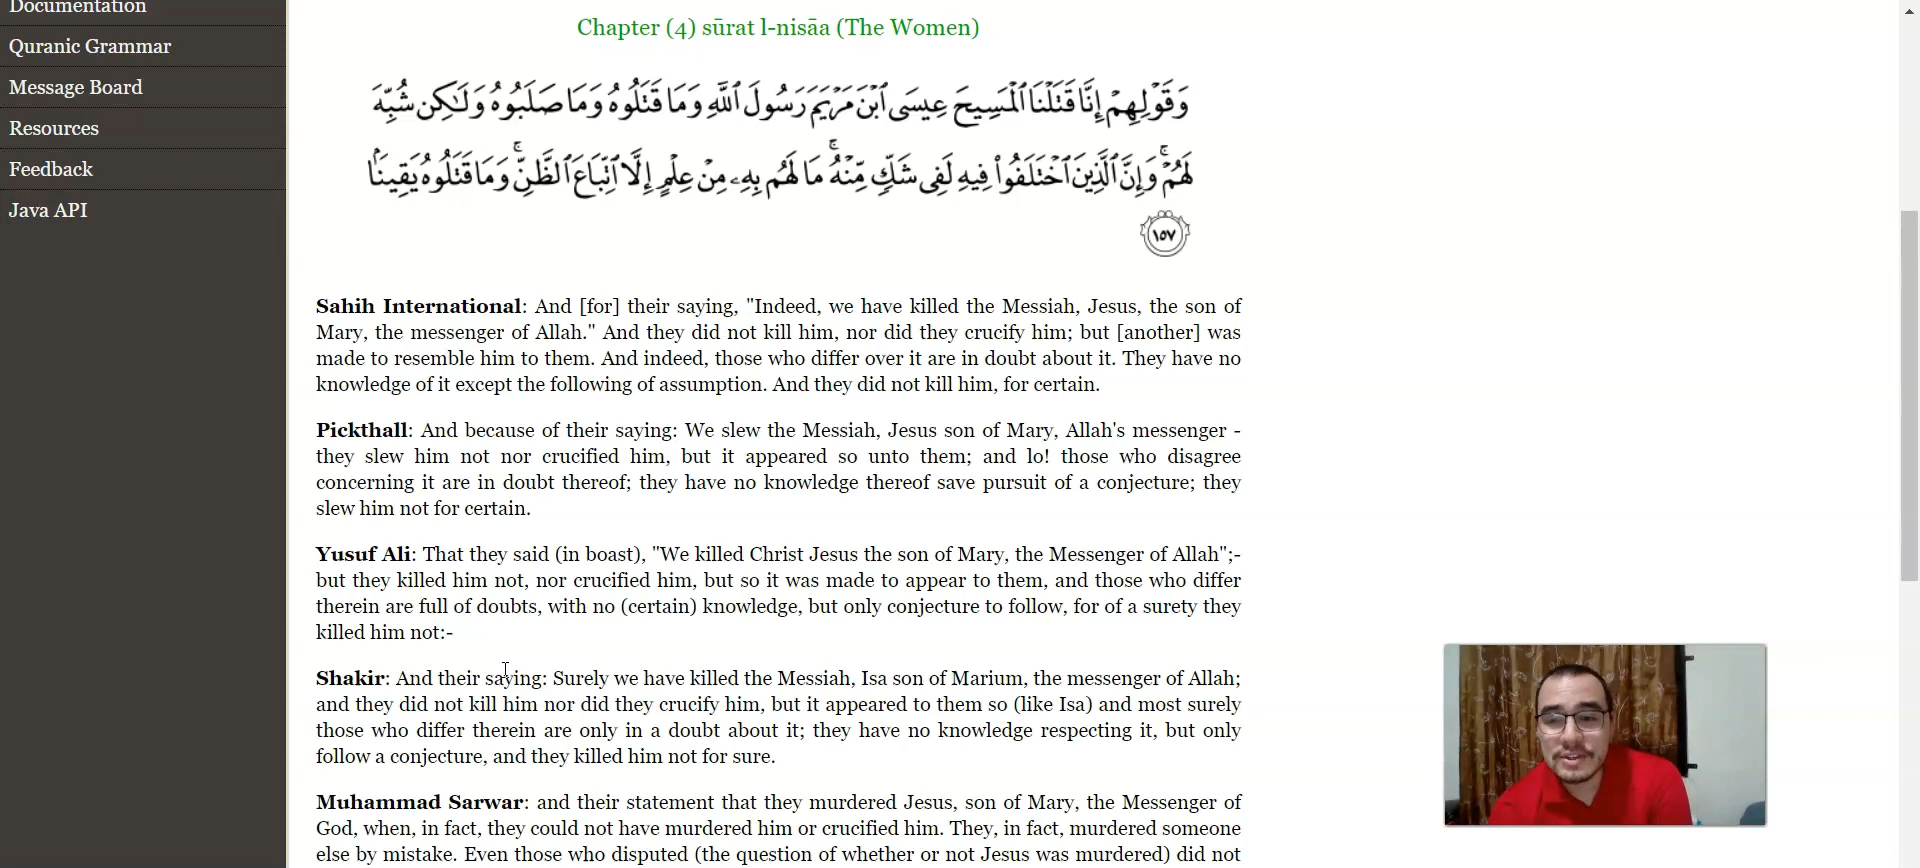 Documentation
Quranic Grammar
Message Board
Resources
Feedback
Java API
Chapter (4) sūrat l-nisāa (The Women)
وَقَوْلِهِمْ إِنَّا قَتَلْنَا ٱلْمَسِيحَ عِيسَى ٱبْنَ مَرْيَمَ رَسُولَ ٱللَّهِ وَمَا قَتَلُوهُ وَمَا صَلَبُوهُ وَلَٰكِن شُبِّهَ
لَهُمْ ۚ وَإِنَّ ٱلَّذِينَ ٱخْتَلَفُوا۟ فِيهِ لَفِى شَكٍّ مِّنْهُ ۚ مَا لَهُم بِهِۦ مِنْ عِلْمٍ إِلَّا ٱتِّبَاعَ ٱلظَّنِّ ۚ وَمَا قَتَلُوهُ يَقِينًۢا
١٥٧
Sahih International: And [for] their saying, "Indeed, we have killed the Messiah, Jesus, the son of
Mary, the messenger of Allah." And they did not kill him, nor did they crucify him; but [another] was
made to resemble him to them. And indeed, those who differ over it are in doubt about it. They have no
knowledge of it except the following of assumption. And they did not kill him, for certain.
Pickthall: And because of their saying: We slew the Messiah, Jesus son of Mary, Allah's messenger -
they slew him not nor crucified him, but it appeared so unto them; and lo! those who disagree
concerning it are in doubt thereof; they have no knowledge thereof save pursuit of a conjecture; they
slew him not for certain.
Yusuf Ali: That they said (in boast), "We killed Christ Jesus the son of Mary, the Messenger of Allah";-
but they killed him not, nor crucified him, but so it was made to appear to them, and those who differ
therein are full of doubts, with no (certain) knowledge, but only conjecture to follow, for of a surety they
killed him not:-
Shakir: And their saying: Surely we have killed the Messiah, Isa son of Marium, the messenger of Allah;
and they did not kill him nor did they crucify him, but it appeared to them so (like Isa) and most surely
those who differ therein are only in a doubt about it; they have no knowledge respecting it, but only
follow a conjecture, and they killed him not for sure.
Muhammad Sarwar: and their statement that they murdered Jesus, son of Mary, the Messenger of
God, when, in fact, they could not have murdered him or crucified him. They, in fact, murdered someone
else by mistake. Even those who disputed (the question of whether or not Jesus was murdered) did not